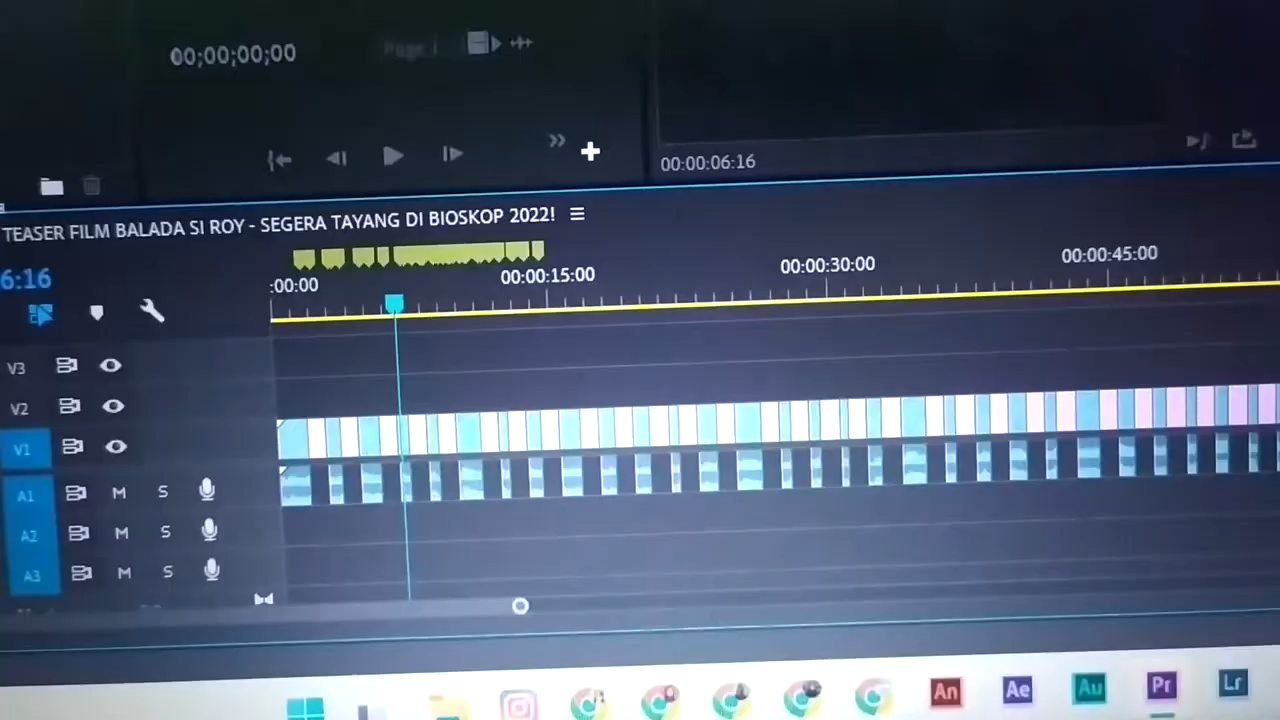 00;00;00;00
Page 1
00:00:06:16
TEASER FILM BALADA SI ROY - SEGERA TAYANG DI BIOSKOP 2022!
6:16
:00:00
00:00:15:00
00:00:30:00
00:00:45:00
V3
V2
V1
A1 M S
A2 M S
A3 M S
An Ae Au Pr Lr